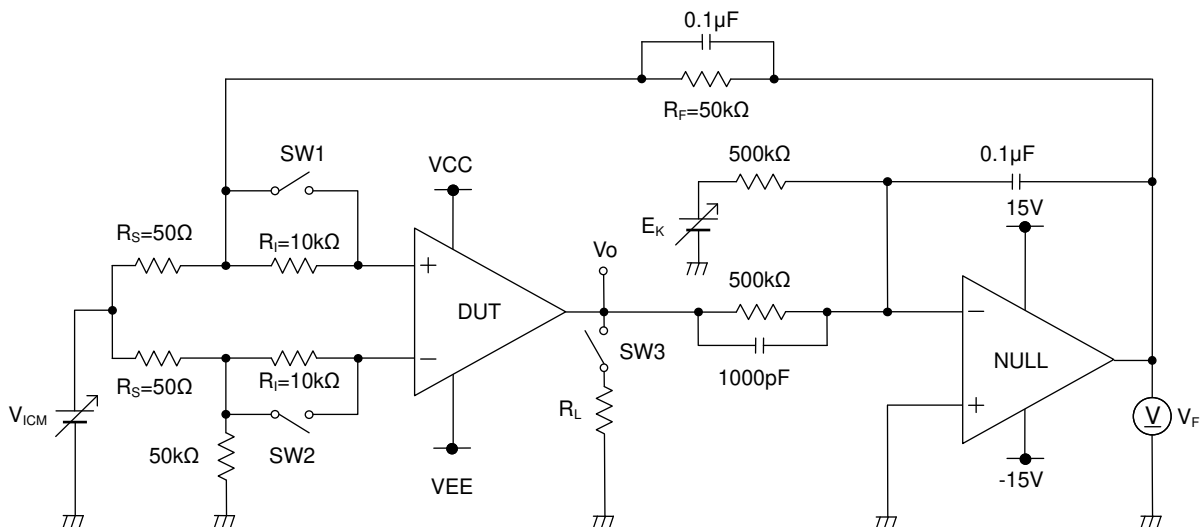 0.1µF
RF=50kΩ
SW1
VCC
500kΩ
0.1µF
15V
EK
RS=50Ω
RI=10kΩ
Vo
500kΩ
+
DUT
−
−
NULL
+
SW3
1000pF
RS=50Ω
RI=10kΩ
VICM
RL
V
VF
50kΩ
SW2
VEE
-15V